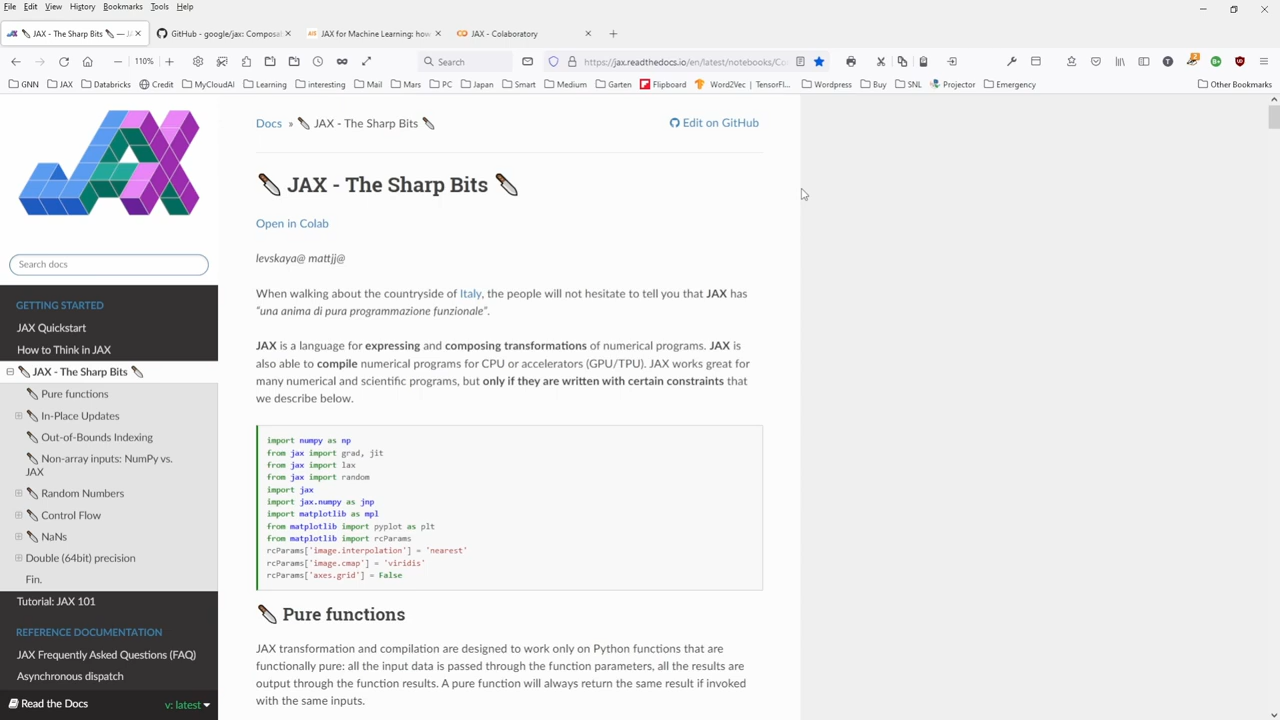 File Edit View History Bookmarks Tools Help
JAX - The Sharp Bits — JA
GitHub - google/jax: Composa
JAX for Machine Learning: how
JAX - Colaboratory
110%
Search
https://jax.readthedocs.io/en/latest/notebooks/Co
GNN JAX Databricks Credit MyCloudAI Learning interesting Mail Mars PC Japan Smart Medium Garten Flipboard Word2Vec | TensorFl... Wordpress Buy SNL Projector Emergency Other Bookmarks
Search docs
GETTING STARTED
JAX Quickstart
How to Think in JAX
JAX - The Sharp Bits
Pure functions
In-Place Updates
Out-of-Bounds Indexing
Non-array inputs: NumPy vs.
JAX
Random Numbers
Control Flow
NaNs
Double (64bit) precision
Fin.
Tutorial: JAX 101
REFERENCE DOCUMENTATION
JAX Frequently Asked Questions (FAQ)
Asynchronous dispatch
Read the Docs v: latest
Docs » JAX - The Sharp Bits
Edit on GitHub
JAX - The Sharp Bits
Open in Colab
levskaya@ mattjj@
When walking about the countryside of Italy, the people will not hesitate to tell you that JAX has
“una anima di pura programmazione funzionale”.
JAX is a language for expressing and composing transformations of numerical programs. JAX is
also able to compile numerical programs for CPU or accelerators (GPU/TPU). JAX works great for
many numerical and scientific programs, but only if they are written with certain constraints that
we describe below.
import numpy as np
from jax import grad, jit
from jax import lax
from jax import random
import jax
import jax.numpy as jnp
import matplotlib as mpl
from matplotlib import pyplot as plt
from matplotlib import rcParams
rcParams['image.interpolation'] = 'nearest'
rcParams['image.cmap'] = 'viridis'
rcParams['axes.grid'] = False
Pure functions
JAX transformation and compilation are designed to work only on Python functions that are
functionally pure: all the input data is passed through the function parameters, all the results are
output through the function results. A pure function will always return the same result if invoked
with the same inputs.